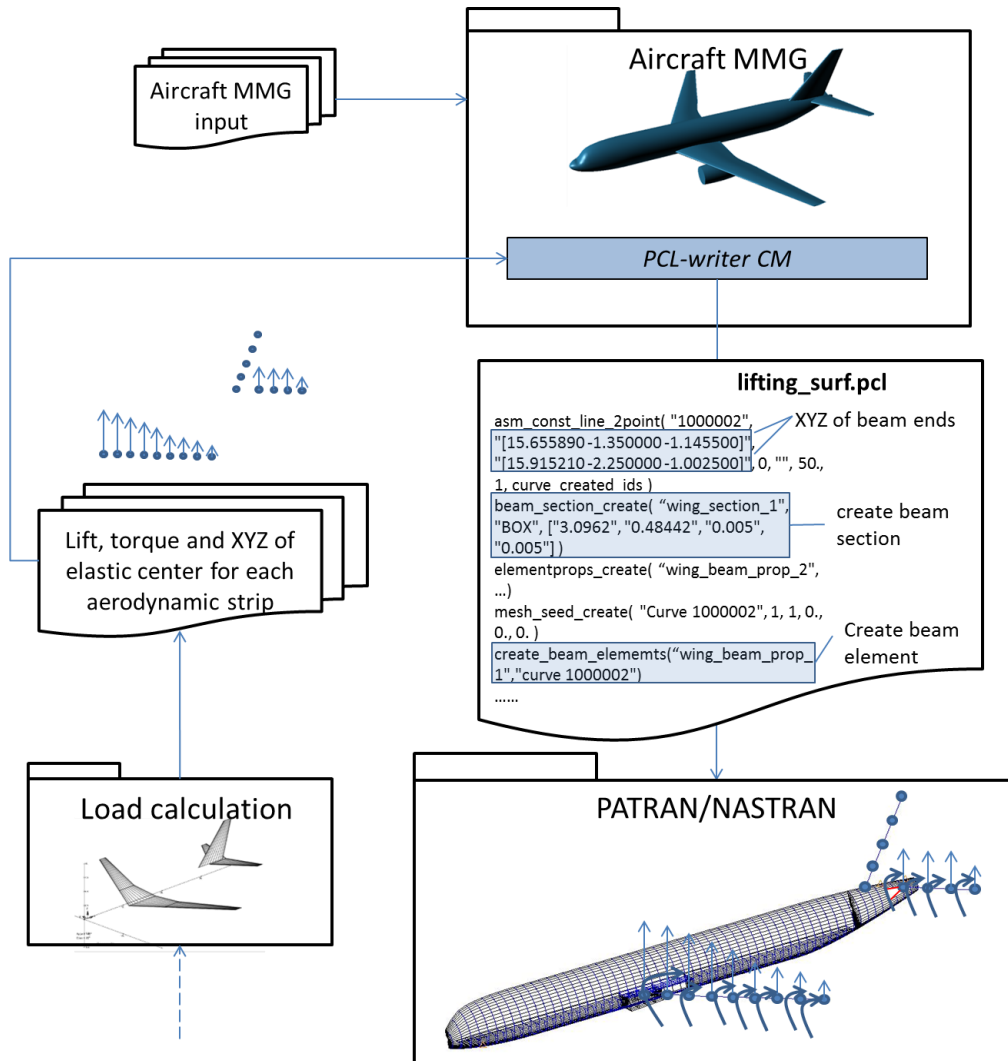 Aircraft MMG
input
Aircraft MMG
PCL-writer CM
lifting_surf.pcl
asm_const_line_2point( "1000002",
"[15.655890 -1.350000 -1.145500]",
"[15.915210 -2.250000 -1.002500]", 0, "", 50.,
1, curve_created_ids )
beam_section_create( “wing_section_1",
"BOX", ["3.0962", "0.48442", "0.005",
"0.005"] )
elementprops_create( “wing_beam_prop_2",
...)
mesh_seed_create( "Curve 1000002", 1, 1, 0.,
0., 0. )
create_beam_elememts(“wing_beam_prop_
1",“curve 1000002")
......
XYZ of beam ends
create beam
section
Create beam
element
Lift, torque and XYZ of
elastic center for each
aerodynamic strip
Load calculation
PATRAN/NASTRAN